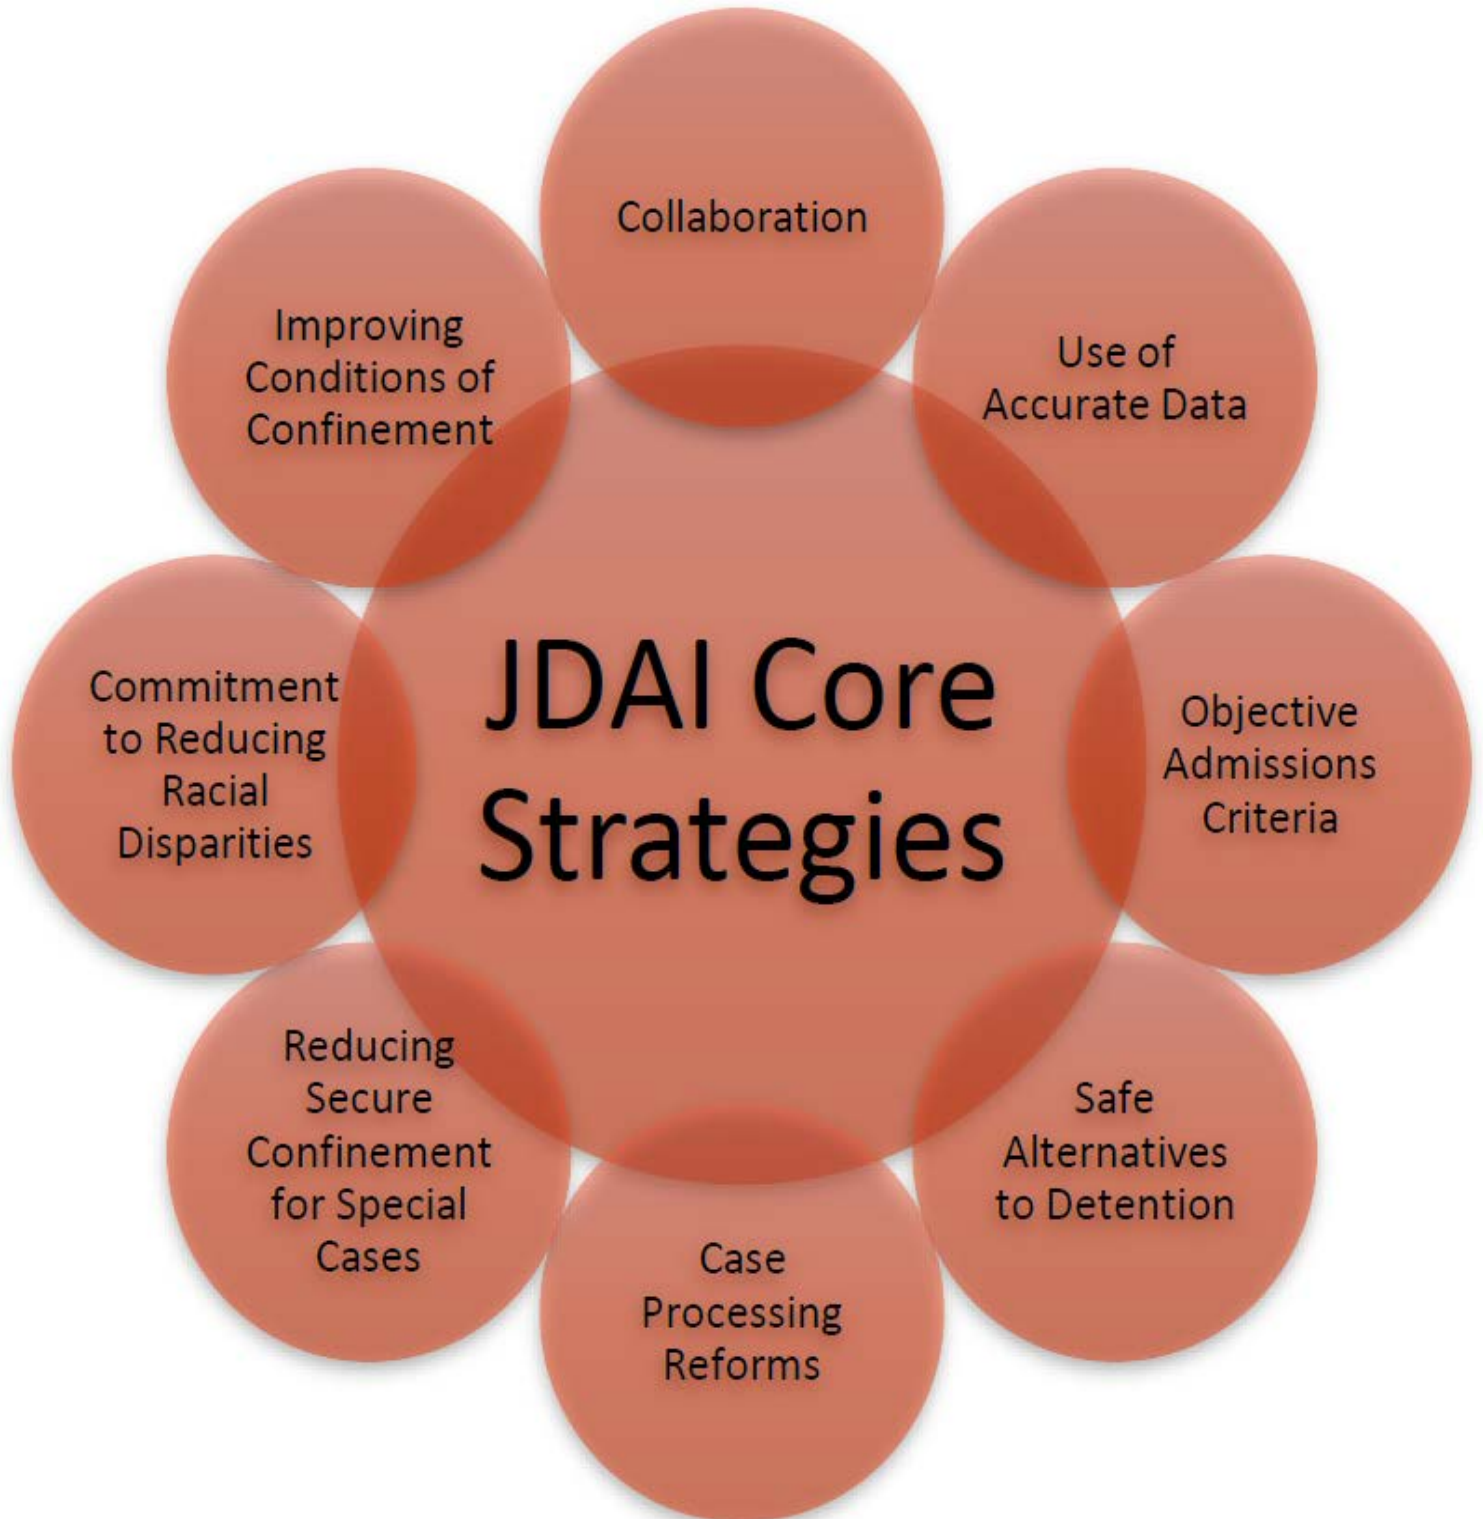 Collaboration
Use of
Accurate Data
Objective
Admissions
Criteria
Safe
Alternatives
to Detention
Case
Processing
Reforms
Reducing
Secure
Confinement
for Special
Cases
Commitment
to Reducing
Racial
Disparities
Improving
Conditions of
Confinement
JDAI Core
Strategies